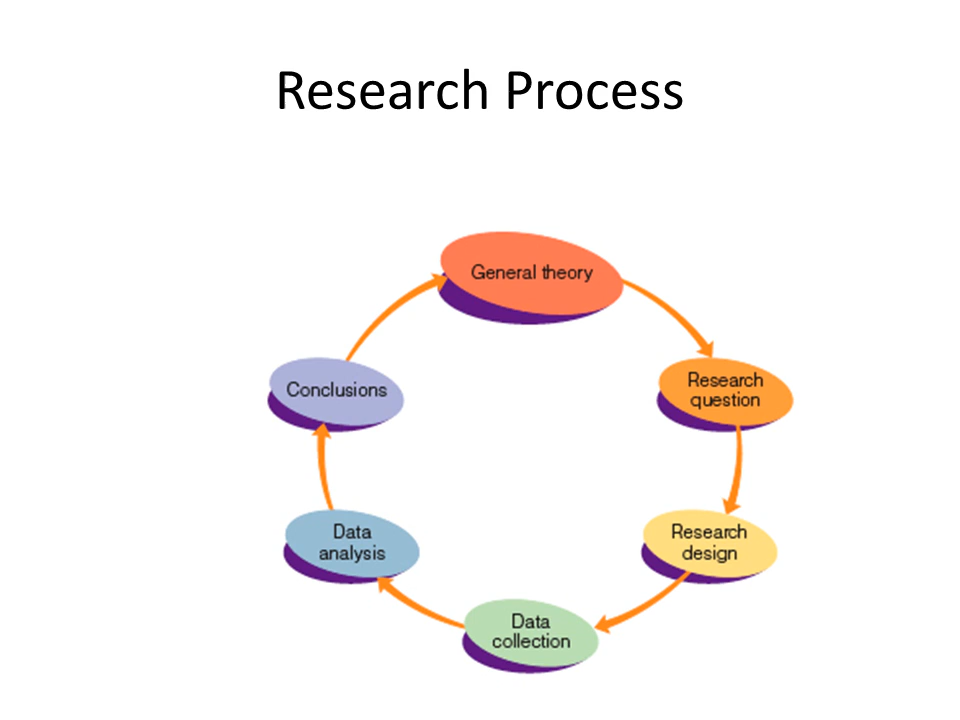 Research Process
General theory
Research
question
Research
design
Data
collection
Data
analysis
Conclusions